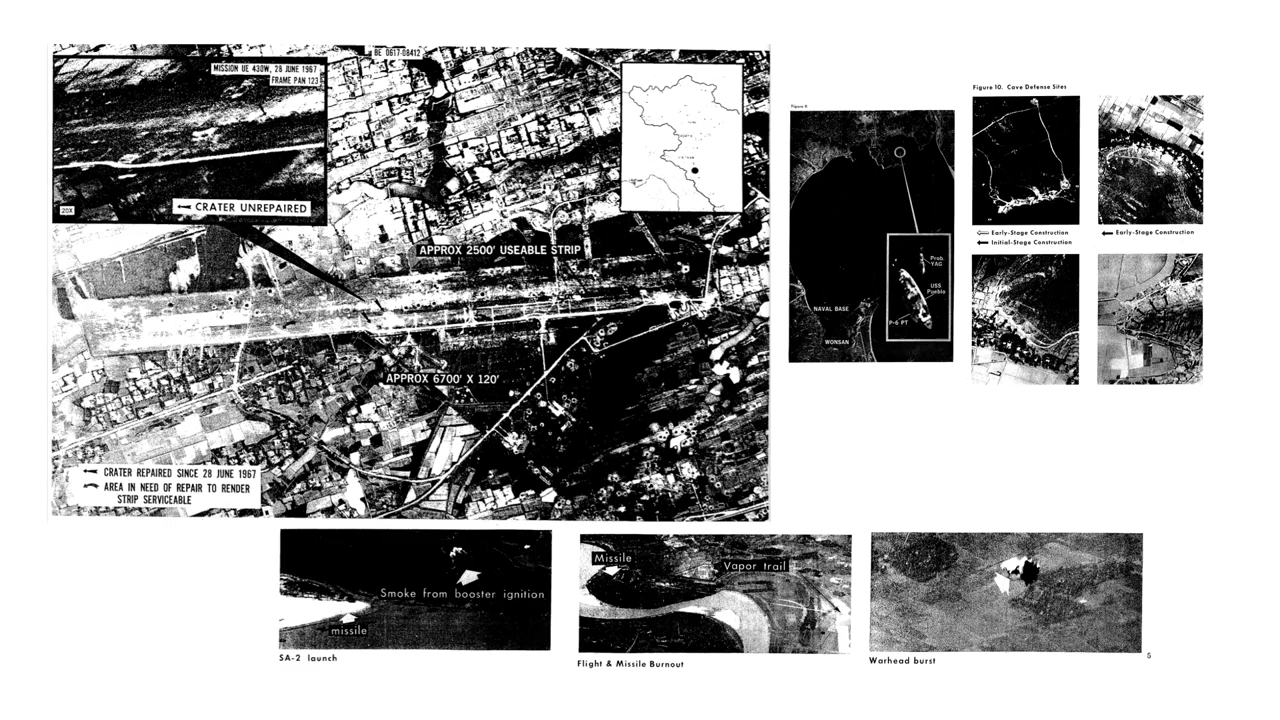 BE 0617-08412
MISSION UE 430W, 28 JUNE 1967
FRAME PAN 123
20X
CRATER UNREPAIRED
APPROX 2500' USEABLE STRIP
APPROX 6700' X 120'
CRATER REPAIRED SINCE 28 JUNE 1967
AREA IN NEED OF REPAIR TO RENDER
STRIP SERVICEABLE
Prob.
YAG
USS
Pueblo
P-6 PT
NAVAL BASE
WONSAN
Figure 10. Cave Defense Sites
Early-Stage Construction
Initial-Stage Construction
Early-Stage Construction
Smoke from booster ignition
missile
SA-2 launch
Missile
Vapor trail
Flight & Missile Burnout
Warhead burst
5